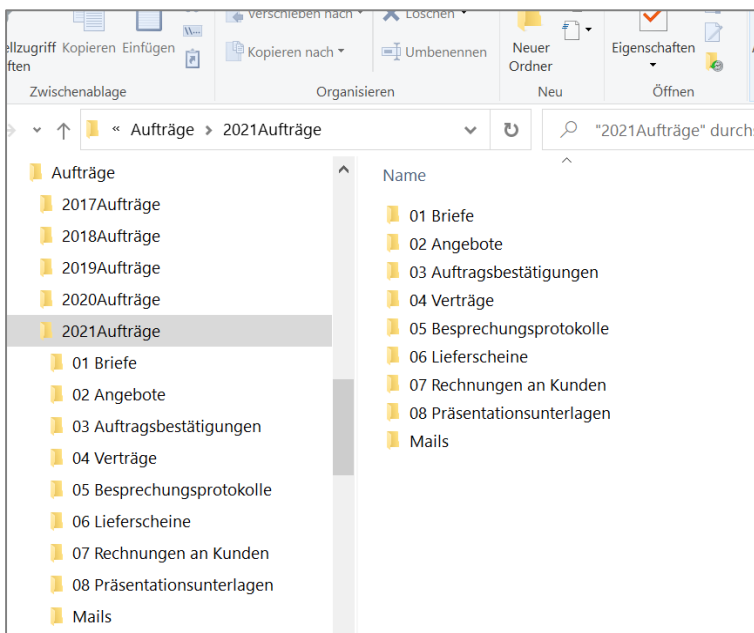 Verschieben nach
Löschen
W...
ellzugriff Kopieren Einfügen
ften
Kopieren nach
Umbenennen
Neuer
Ordner
Eigenschaften
Zwischenablage
Organisieren
Neu
Öffnen
« Aufträge > 2021Aufträge
"2021Aufträge" durchs
Aufträge
2017Aufträge
2018Aufträge
2019Aufträge
2020Aufträge
2021Aufträge
01 Briefe
02 Angebote
03 Auftragsbestätigungen
04 Verträge
05 Besprechungsprotokolle
06 Lieferscheine
07 Rechnungen an Kunden
08 Präsentationsunterlagen
Mails
Name
01 Briefe
02 Angebote
03 Auftragsbestätigungen
04 Verträge
05 Besprechungsprotokolle
06 Lieferscheine
07 Rechnungen an Kunden
08 Präsentationsunterlagen
Mails